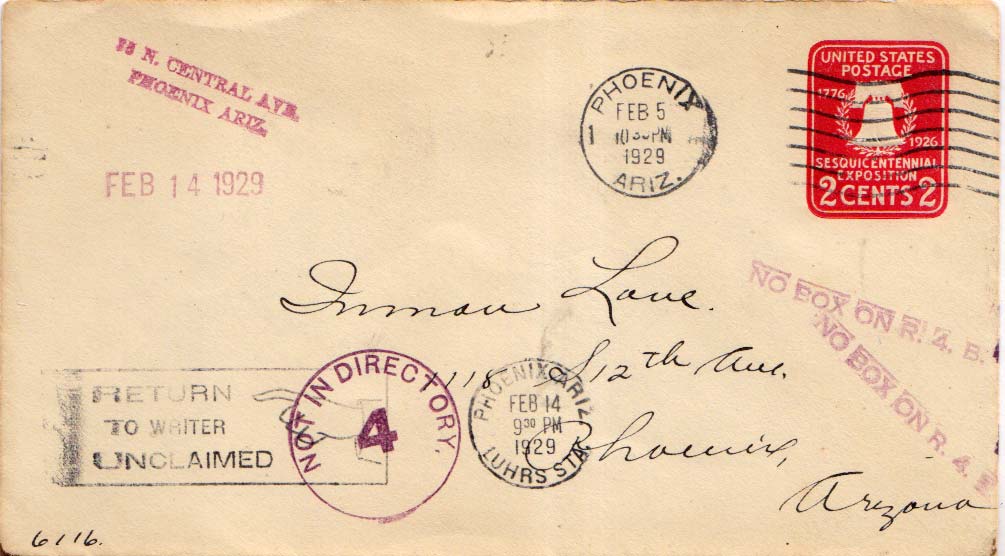 N. CENTRAL AVE.
PHOENIX ARIZ.
FEB 14 1929
PHOENIX
FEB 5
10 30 PM
1
1929
ARIZ.
UNITED STATES
POSTAGE
1776
1926
SESQUICENTENNIAL
EXPOSITION
2 CENTS 2
Inman Lane.
1118 S 12th Ave.
Phoenix,
Arizona
NO BOX ON R. 4. B.
NO BOX ON R. 4.
RETURN
TO WRITER
UNCLAIMED
NOT IN DIRECTORY.
4
PHOENIX, ARIZ.
FEB 14
9 30 PM
1929
LUHRS STA.
6116.